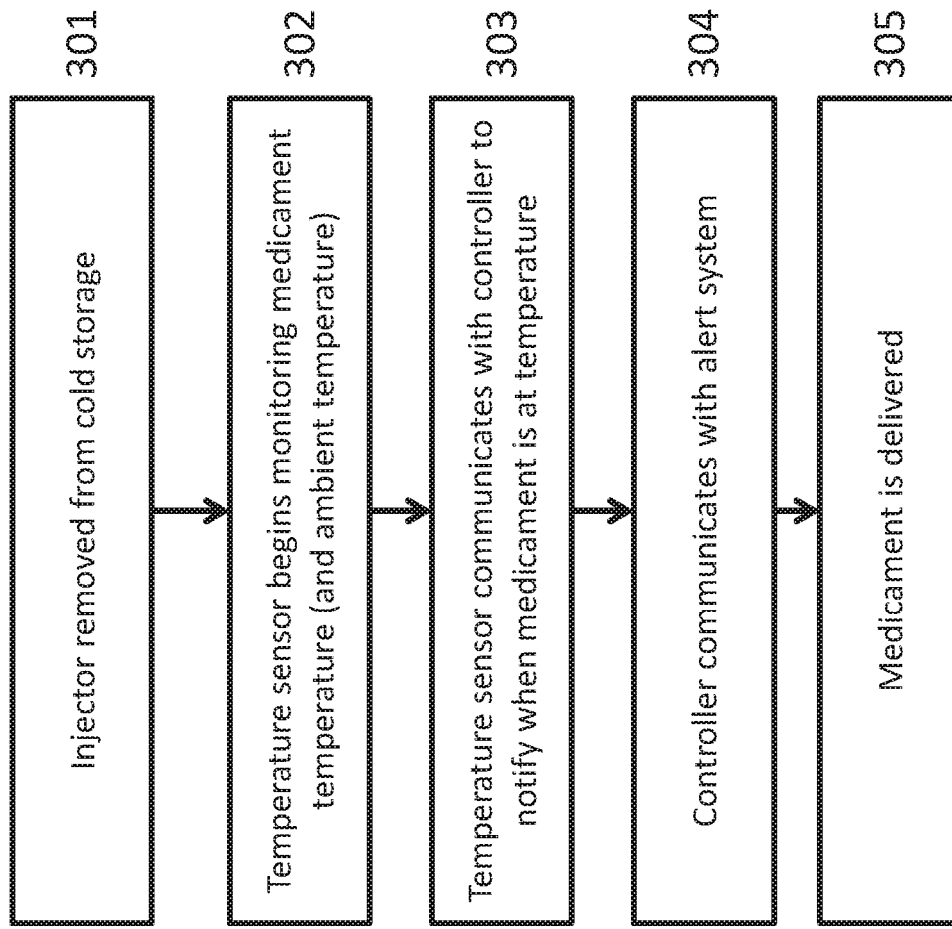 Injector removed from cold storage
301
Temperature sensor begins monitoring medicament
temperature (and ambient temperature)
302
Temperature sensor communicates with controller to
notify when medicament is at temperature
303
Controller communicates with alert system
304
Medicament is delivered
305